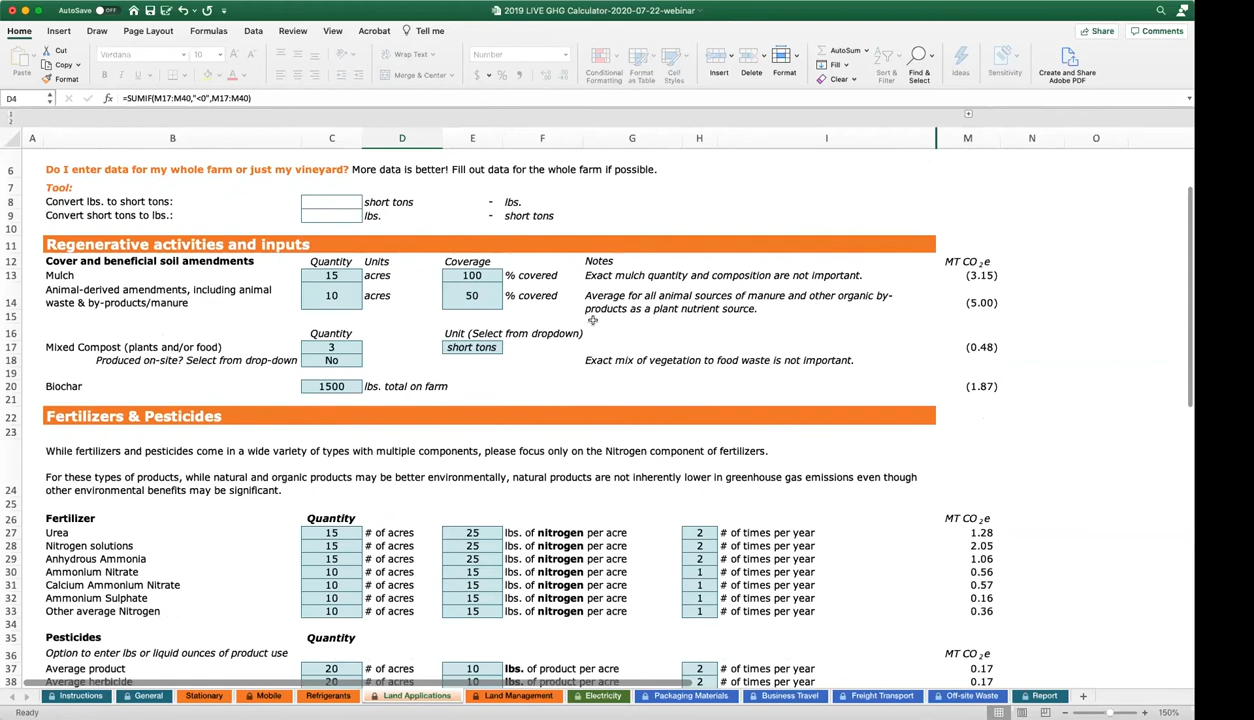 AutoSave OFF 2019 LIVE GHG Calculator-2020-07-22-webinar
Home Insert Draw Page Layout Formulas Data Review View Acrobat Tell me Share Comments
Paste Cut Copy Format Verdana 10 A A Wrap Text Number Conditional Formatting Format as Table Cell Styles Insert Delete Format AutoSum Fill Clear Sort & Filter Find & Select Ideas Sensitivity Create and Share Adobe PDF
B I U A Merge & Center $ % 9
D4 fx =SUMIF(M17:M40,"<0",M17:M40)
1
2
A B C D E F G H I M N O
6 Do I enter data for my whole farm or just my vineyard? More data is better! Fill out data for the whole farm if possible.
7 Tool:
8 Convert lbs. to short tons: short tons - lbs.
9 Convert short tons to lbs.: lbs. - short tons
10
11 Regenerative activities and inputs
12 Cover and beneficial soil amendments Quantity Units Coverage Notes MT CO2e
13 Mulch 15 acres 100 % covered Exact mulch quantity and composition are not important. (3.15)
14 Animal-derived amendments, including animal waste & by-products/manure 10 acres 50 % covered Average for all animal sources of manure and other organic by-products as a plant nutrient source. (5.00)
15
16 Quantity Unit (Select from dropdown)
17 Mixed Compost (plants and/or food) 3 short tons (0.48)
18 Produced on-site? Select from drop-down No Exact mix of vegetation to food waste is not important.
19
20 Biochar 1500 lbs. total on farm (1.87)
21
22 Fertilizers & Pesticides
23
While fertilizers and pesticides come in a wide variety of types with multiple components, please focus only on the Nitrogen component of fertilizers.
For these types of products, while natural and organic products may be better environmentally, natural products are not inherently lower in greenhouse gas emissions even though
24 other environmental benefits may be significant.
25
26 Fertilizer Quantity MT CO2e
27 Urea 15 # of acres 25 lbs. of nitrogen per acre 2 # of times per year 1.28
28 Nitrogen solutions 15 # of acres 25 lbs. of nitrogen per acre 2 # of times per year 2.05
29 Anhydrous Ammonia 15 # of acres 25 lbs. of nitrogen per acre 2 # of times per year 1.06
30 Ammonium Nitrate 10 # of acres 15 lbs. of nitrogen per acre 1 # of times per year 0.56
31 Calcium Ammonium Nitrate 10 # of acres 15 lbs. of nitrogen per acre 1 # of times per year 0.57
32 Ammonium Sulphate 10 # of acres 15 lbs. of nitrogen per acre 1 # of times per year 0.16
33 Other average Nitrogen 10 # of acres 15 lbs. of nitrogen per acre 1 # of times per year 0.36
34
35 Pesticides Quantity
36 Option to enter lbs or liquid ounces of product use MT CO2e
37 Average product 20 # of acres 10 lbs. of product per acre 2 # of times per year 0.17
38 Average herbicide 20 # of acres 10 lbs. of product per acre 2 # of times per year 0.17
Instructions General Stationary Mobile Refrigerants Land Applications Land Management Electricity Packaging Materials Business Travel Freight Transport Off-site Waste Report +
Ready 150%